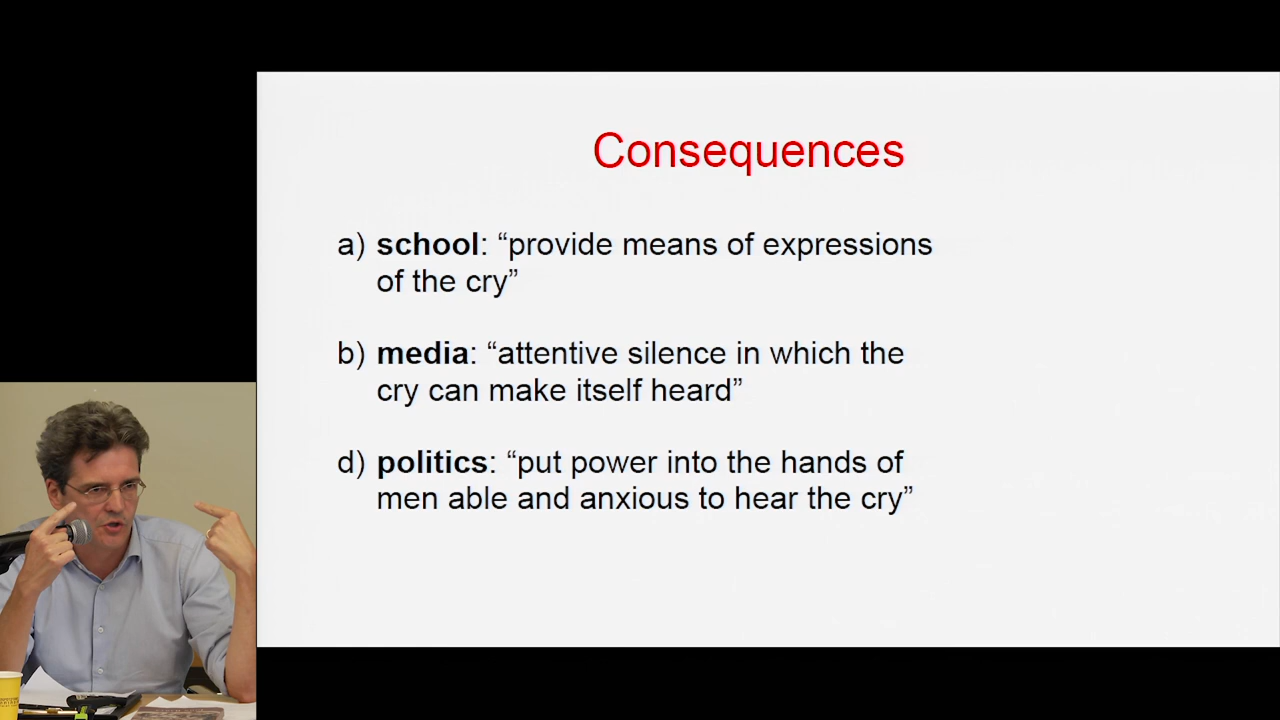 Consequences
a) school: “provide means of expressions
of the cry”
b) media: “attentive silence in which the
cry can make itself heard”
d) politics: “put power into the hands of
men able and anxious to hear the cry”